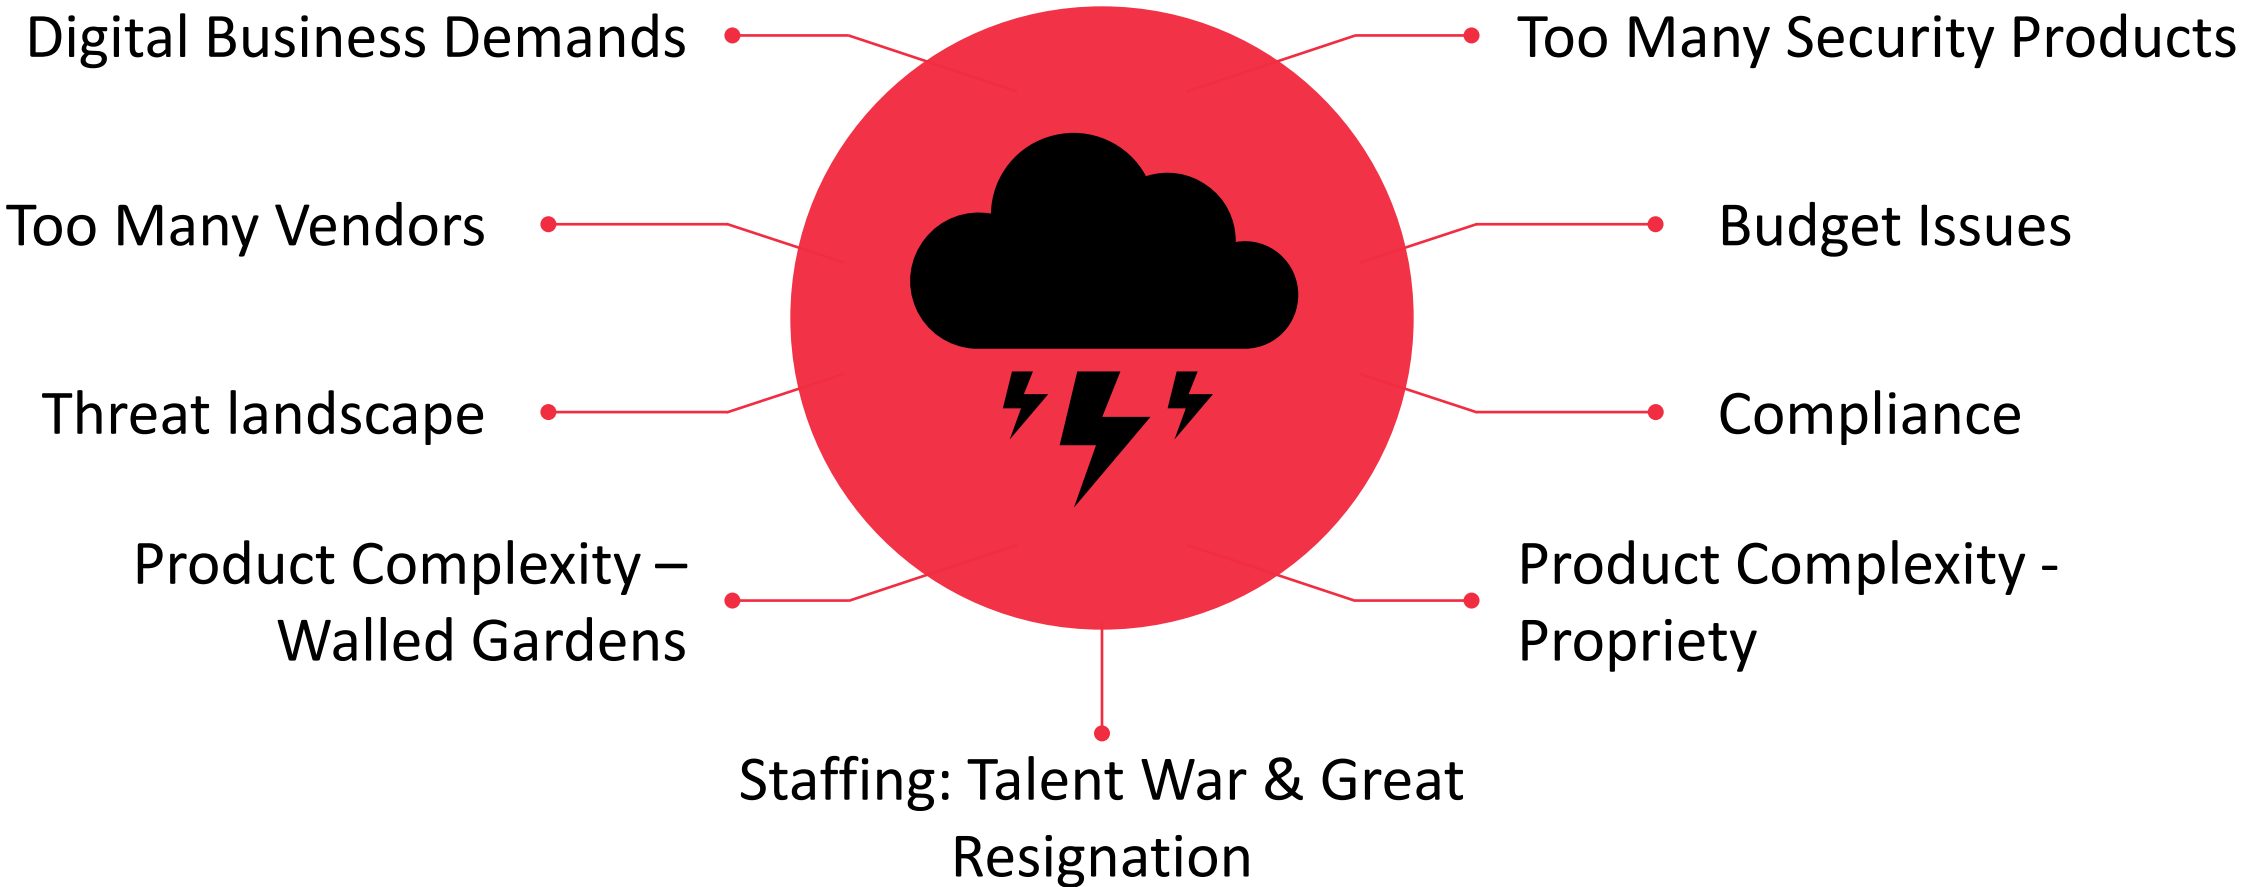 Digital Business Demands
Too Many Security Products
Too Many Vendors
Budget Issues
Threat landscape
Compliance
Product Complexity –
Walled Gardens
Product Complexity -
Propriety
Staffing: Talent War & Great
Resignation